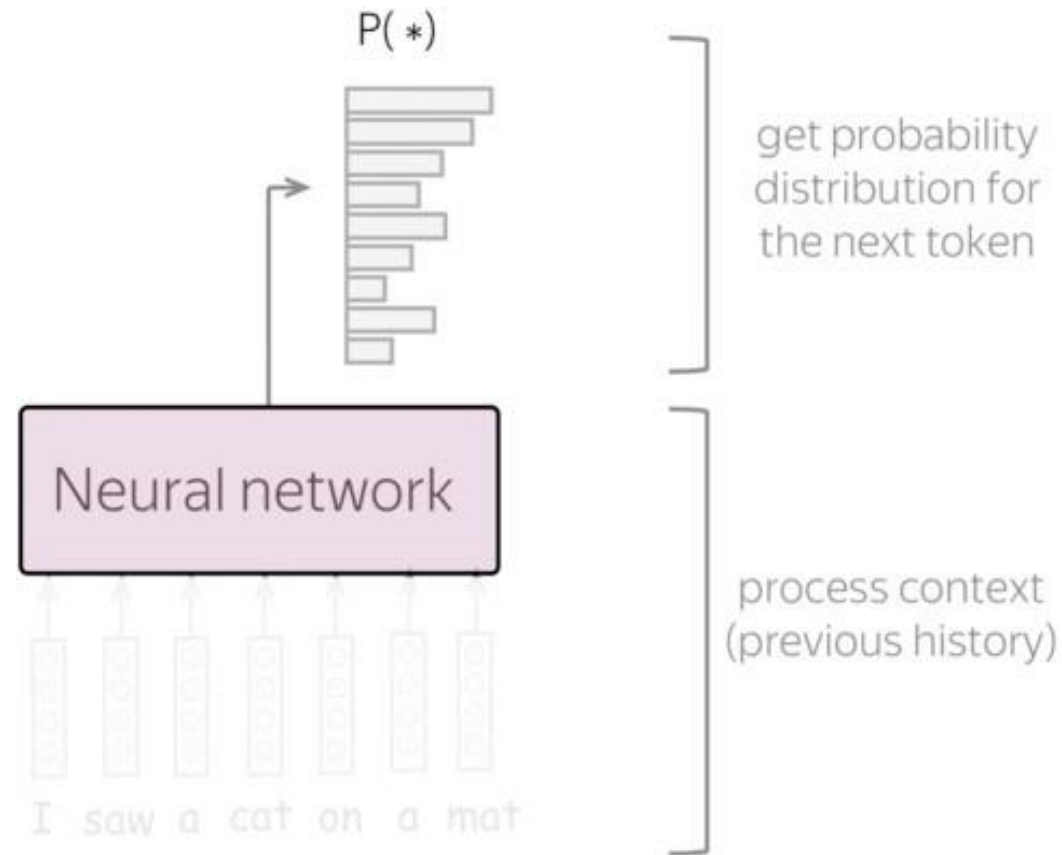 P( * )
get probability
distribution for
the next token
Neural network
process context
(previous history)
I saw a cat on a mat